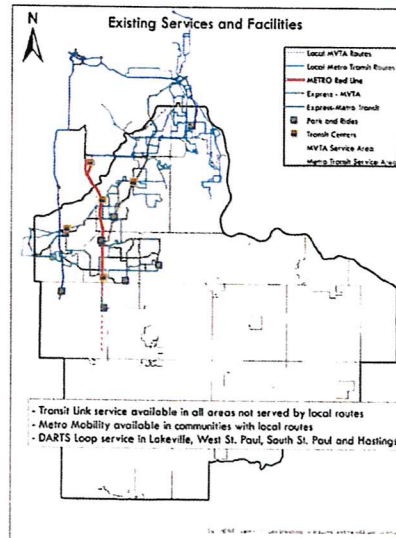 Existing Services and Facilities
N
Local MVTA Routes
Local Metro Transit Routes
METRO Red Line
Express - MVTA
Express-Metro Transit
Park and Rides
Transit Centers
MVTA Service Area
Metro Transit Service Area
- Transit Link service available in all areas not served by local routes
- Metro Mobility available in communities with local routes
- DARTS Loop service in Lakeville, West St. Paul, South St. Paul and Hastings